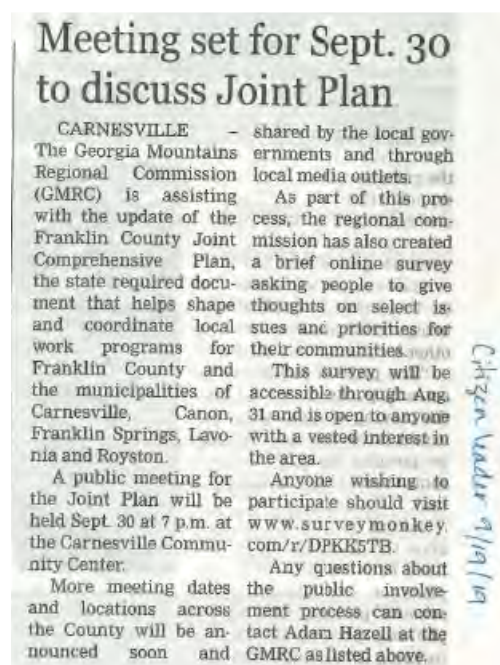 Meeting set for Sept. 30
to discuss Joint Plan
CARNESVILLE –
The Georgia Mountains
Regional Commission
(GMRC) is assisting
with the update of the
Franklin County Joint
Comprehensive Plan,
the state required docu-
ment that helps shape
and coordinate local
work programs for
Franklin County and
the municipalities of
Carnesville, Canon,
Franklin Springs, Lavo-
nia and Royston.
A public meeting for
the Joint Plan will be
held Sept. 30 at 7 p.m. at
the Carnesville Commu-
nity Center.
More meeting dates
and locations across
the County will be an-
nounced soon and
shared by the local gov-
ernments and through
local media outlets.
As part of this pro-
cess, the regional com-
mission has also created
a brief online survey
asking people to give
thoughts on select is-
sues and priorities for
their communities.
This survey will be
accessible through Aug.
31 and is open to anyone
with a vested interest in
the area.
Anyone wishing to
participate should visit
www.surveymonkey.
com/r/DPKK5TB.
Any questions about
the public involve-
ment process can con-
tact Adam Hazell at the
GMRC as listed above.
Citizen leader 9/19/19